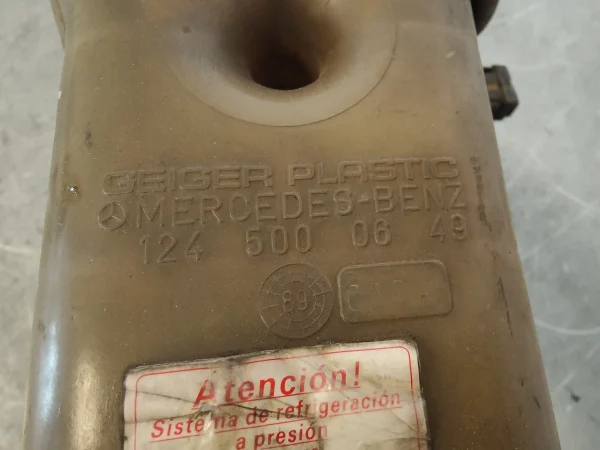 GEIGER PLASTIC
MERCEDES-BENZ
124 500 06 49
89
Atención!
Sistema de refrigeración
a presión